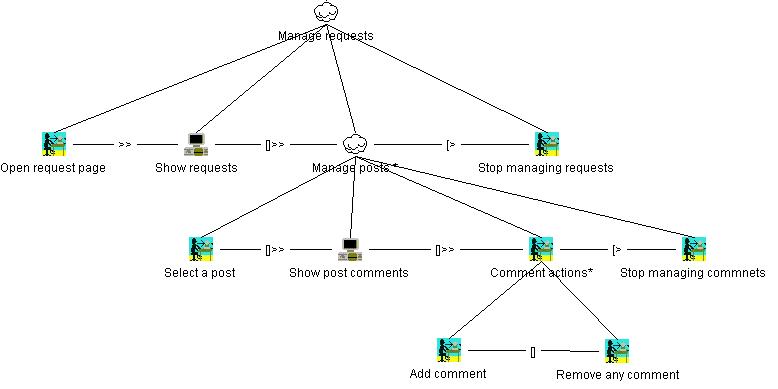 Manage requests
>> []>> [>
Open request page Show requests Manage posts * Stop managing requests
[]>> []>> [>
Select a post Show post comments Comment actions* Stop managing commnets
[]
Add comment Remove any comment